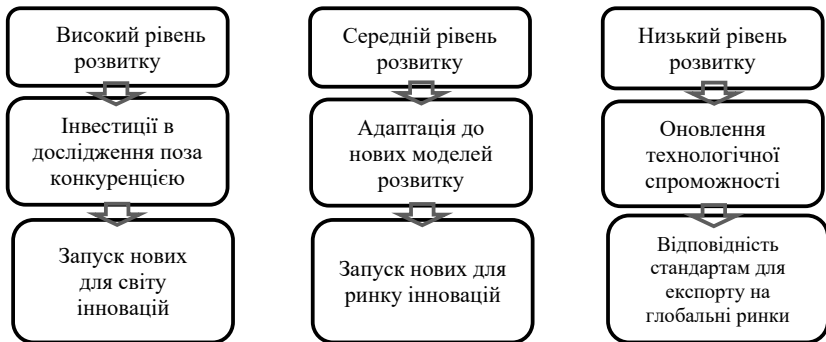 Високий рівень
розвитку
Середній рівень
розвитку
Низький рівень
розвитку
Інвестиції в
дослідження поза
конкуренцією
Адаптація до
нових моделей
розвитку
Оновлення
технологічної
спроможності
Запуск нових
для світу
інновацій
Запуск нових для
ринку інновацій
Відповідність
стандартам для
експорту на
глобальні ринки